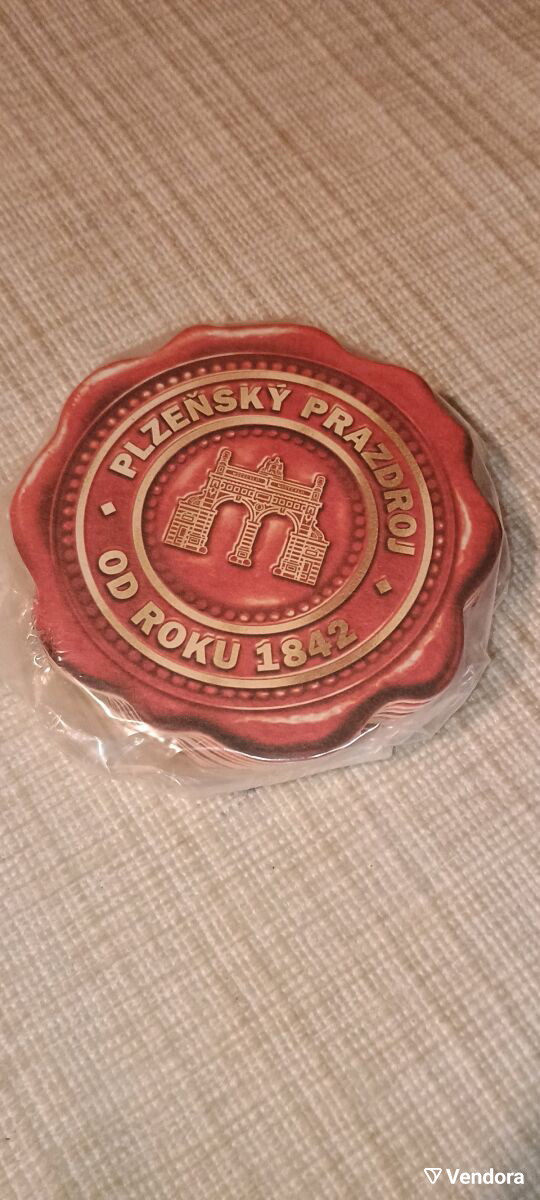 PLZEŇSKÝ PRAZDROJ
OD ROKU 1842
Vendora